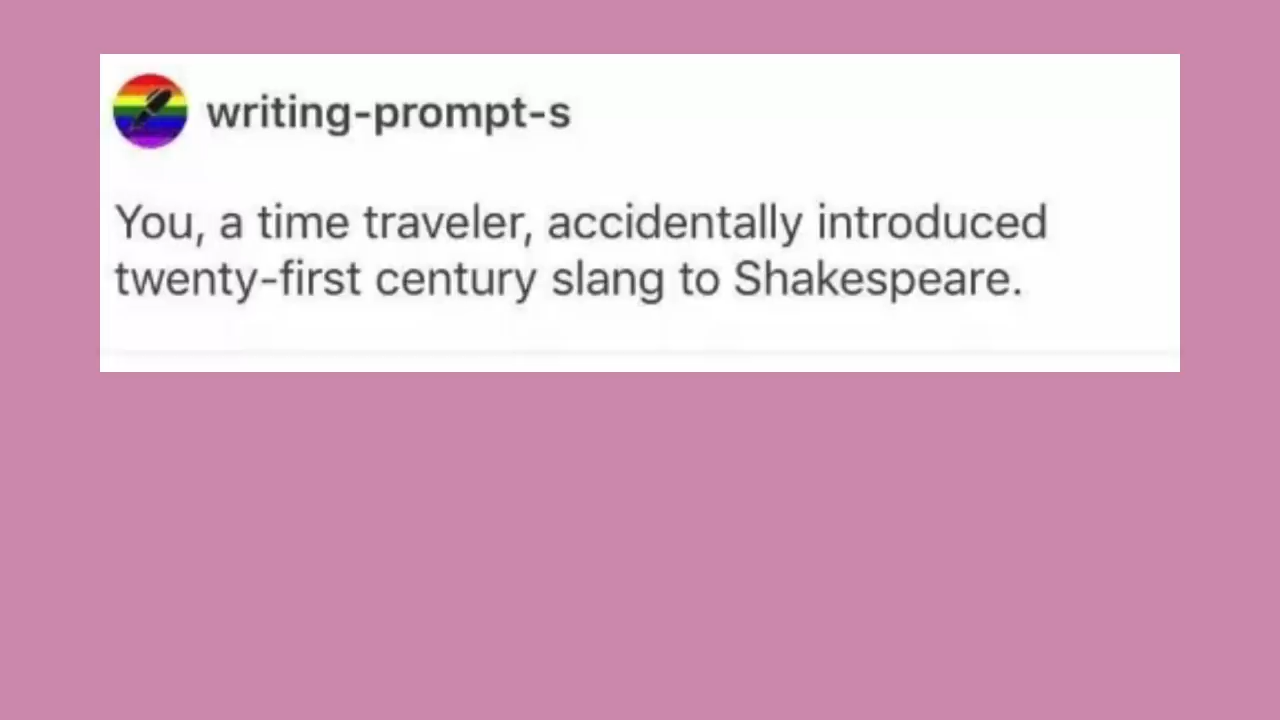 writing-prompt-s
You, a time traveler, accidentally introduced
twenty-first century slang to Shakespeare.